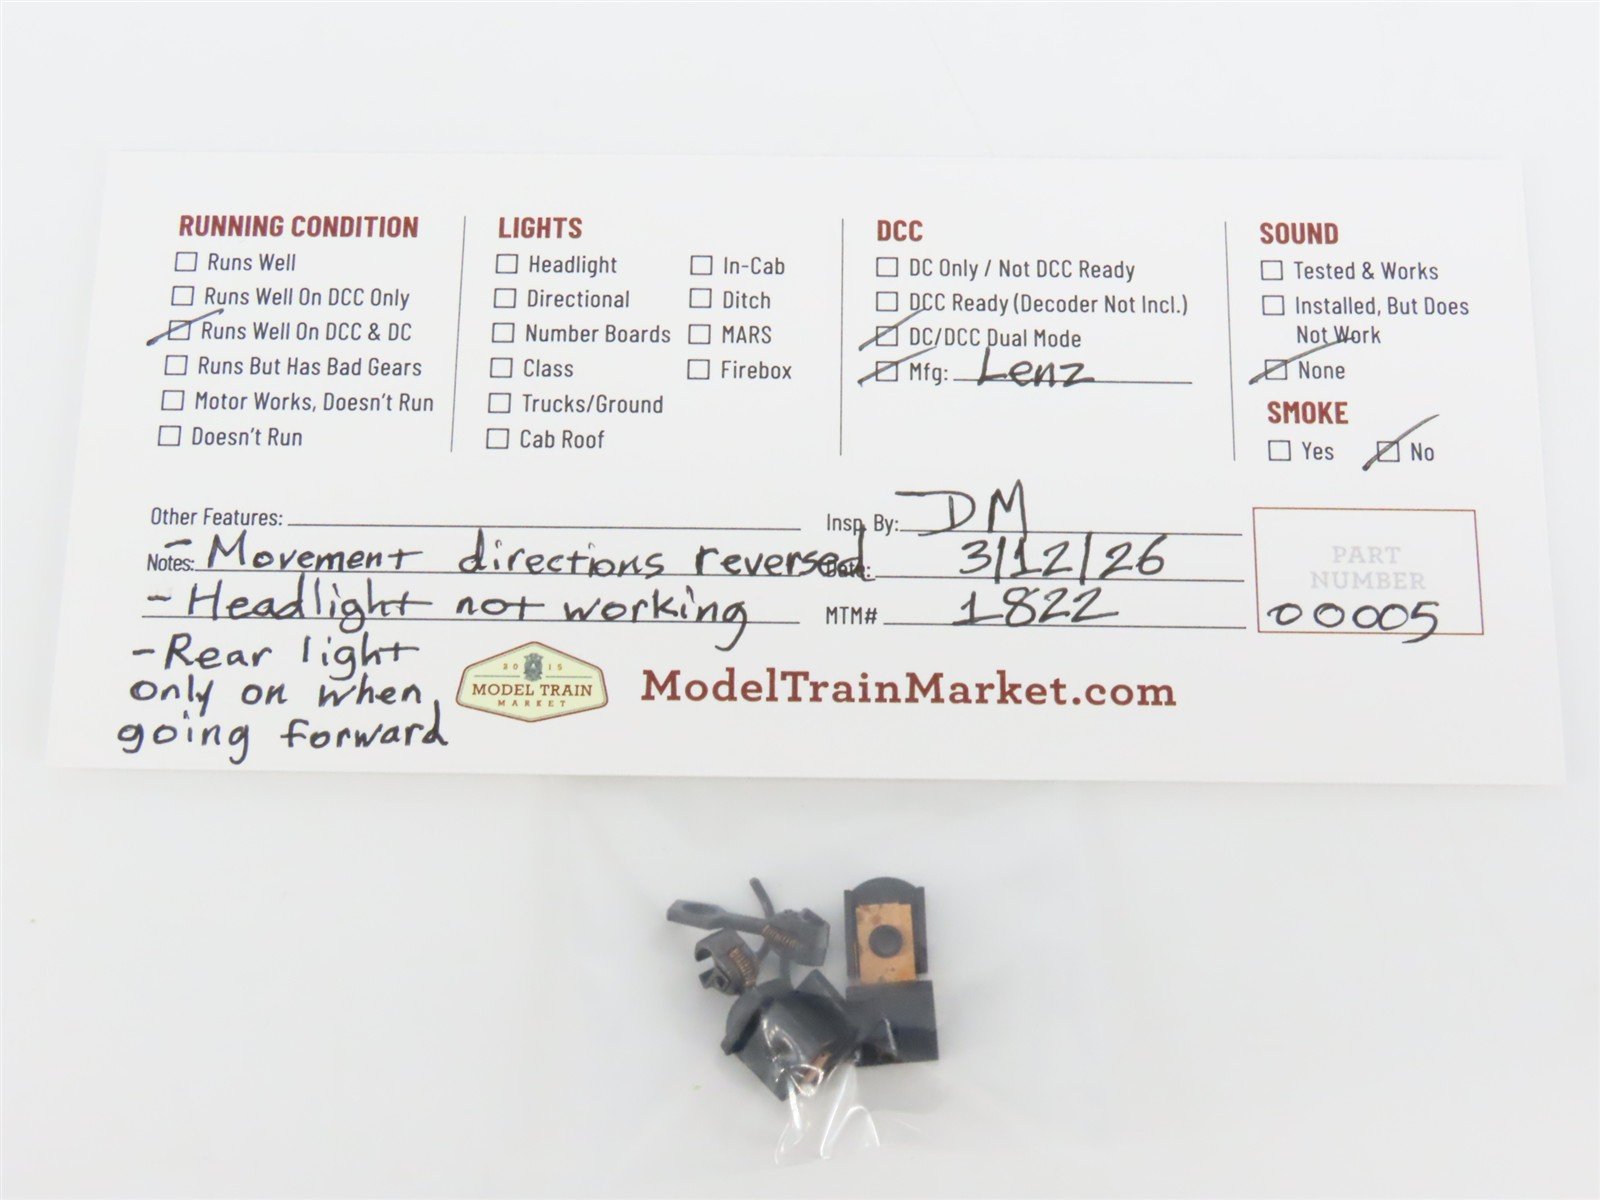 RUNNING CONDITION
Runs Well
Runs Well On DCC Only
Runs Well On DCC & DC
Runs But Has Bad Gears
Motor Works, Doesn't Run
Doesn't Run
LIGHTS
Headlight
Directional
Number Boards
Class
Trucks/Ground
Cab Roof
In-Cab
Ditch
MARS
Firebox
DCC
DC Only / Not DCC Ready
DCC Ready (Decoder Not Incl.)
DC/DCC Dual Mode
Mfg: Lenz
SOUND
Tested & Works
Installed, But Does
Not Work
None
SMOKE
Yes No
Other Features:
Notes: - Movement directions reversed
- Headlight not working
- Rear light
only on when
going forward
Insp. By: DM
Date: 3/12/26
MTM# 1822
PART
NUMBER
00005
2015
MODEL TRAIN
MARKET
ModelTrainMarket.com